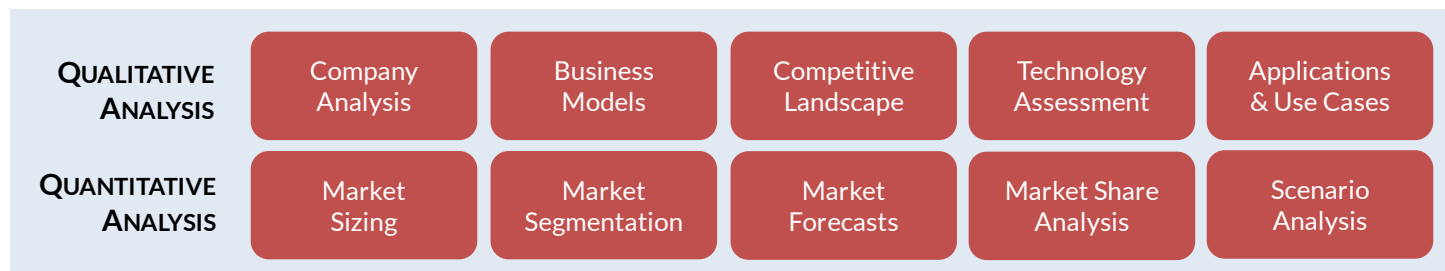 QUALITATIVE
ANALYSIS
Company
Analysis
Business
Models
Competitive
Landscape
Technology
Assessment
Applications
& Use Cases
QUANTITATIVE
ANALYSIS
Market
Sizing
Market
Segmentation
Market
Forecasts
Market Share
Analysis
Scenario
Analysis